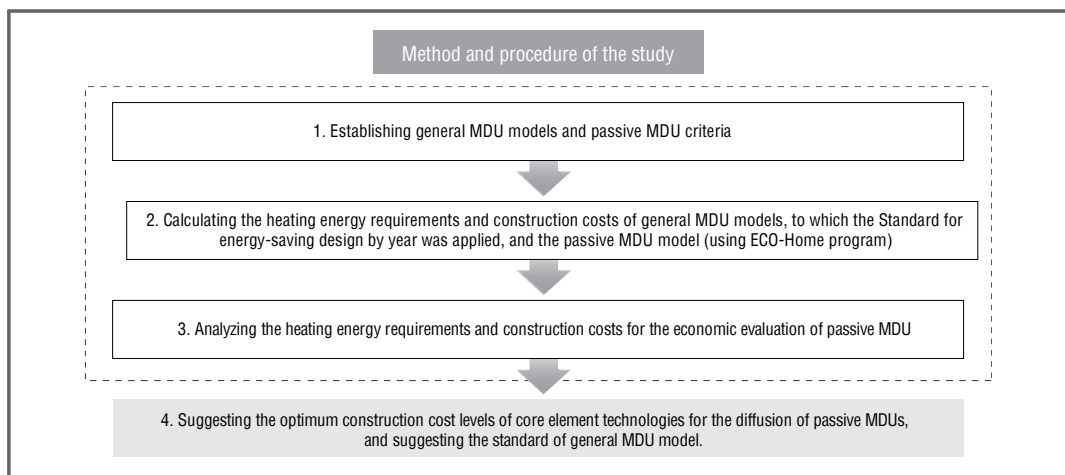 Method and procedure of the study
1. Establishing general MDU models and passive MDU criteria
2. Calculating the heating energy requirements and construction costs of general MDU models, to which the Standard for
energy-saving design by year was applied, and the passive MDU model (using ECO-Home program)
3. Analyzing the heating energy requirements and construction costs for the economic evaluation of passive MDU
4. Suggesting the optimum construction cost levels of core element technologies for the diffusion of passive MDUs,
and suggesting the standard of general MDU model.